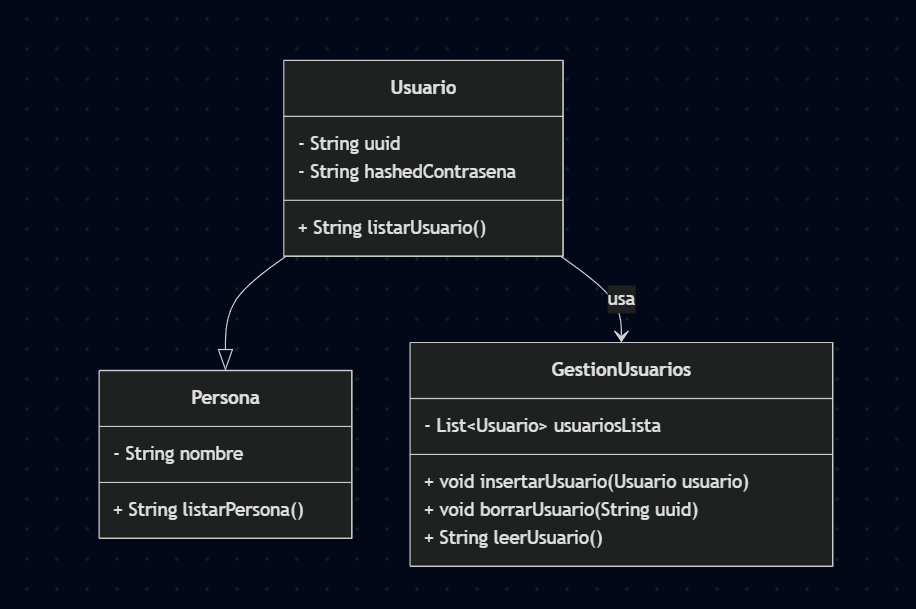 Usuario
- String uuid
- String hashedContrasena
+ String listarUsuario()
usa
Persona
- String nombre
+ String listarPersona()
GestionUsuarios
- List<Usuario> usuariosLista
+ void insertarUsuario(Usuario usuario)
+ void borrarUsuario(String uuid)
+ String leerUsuario()